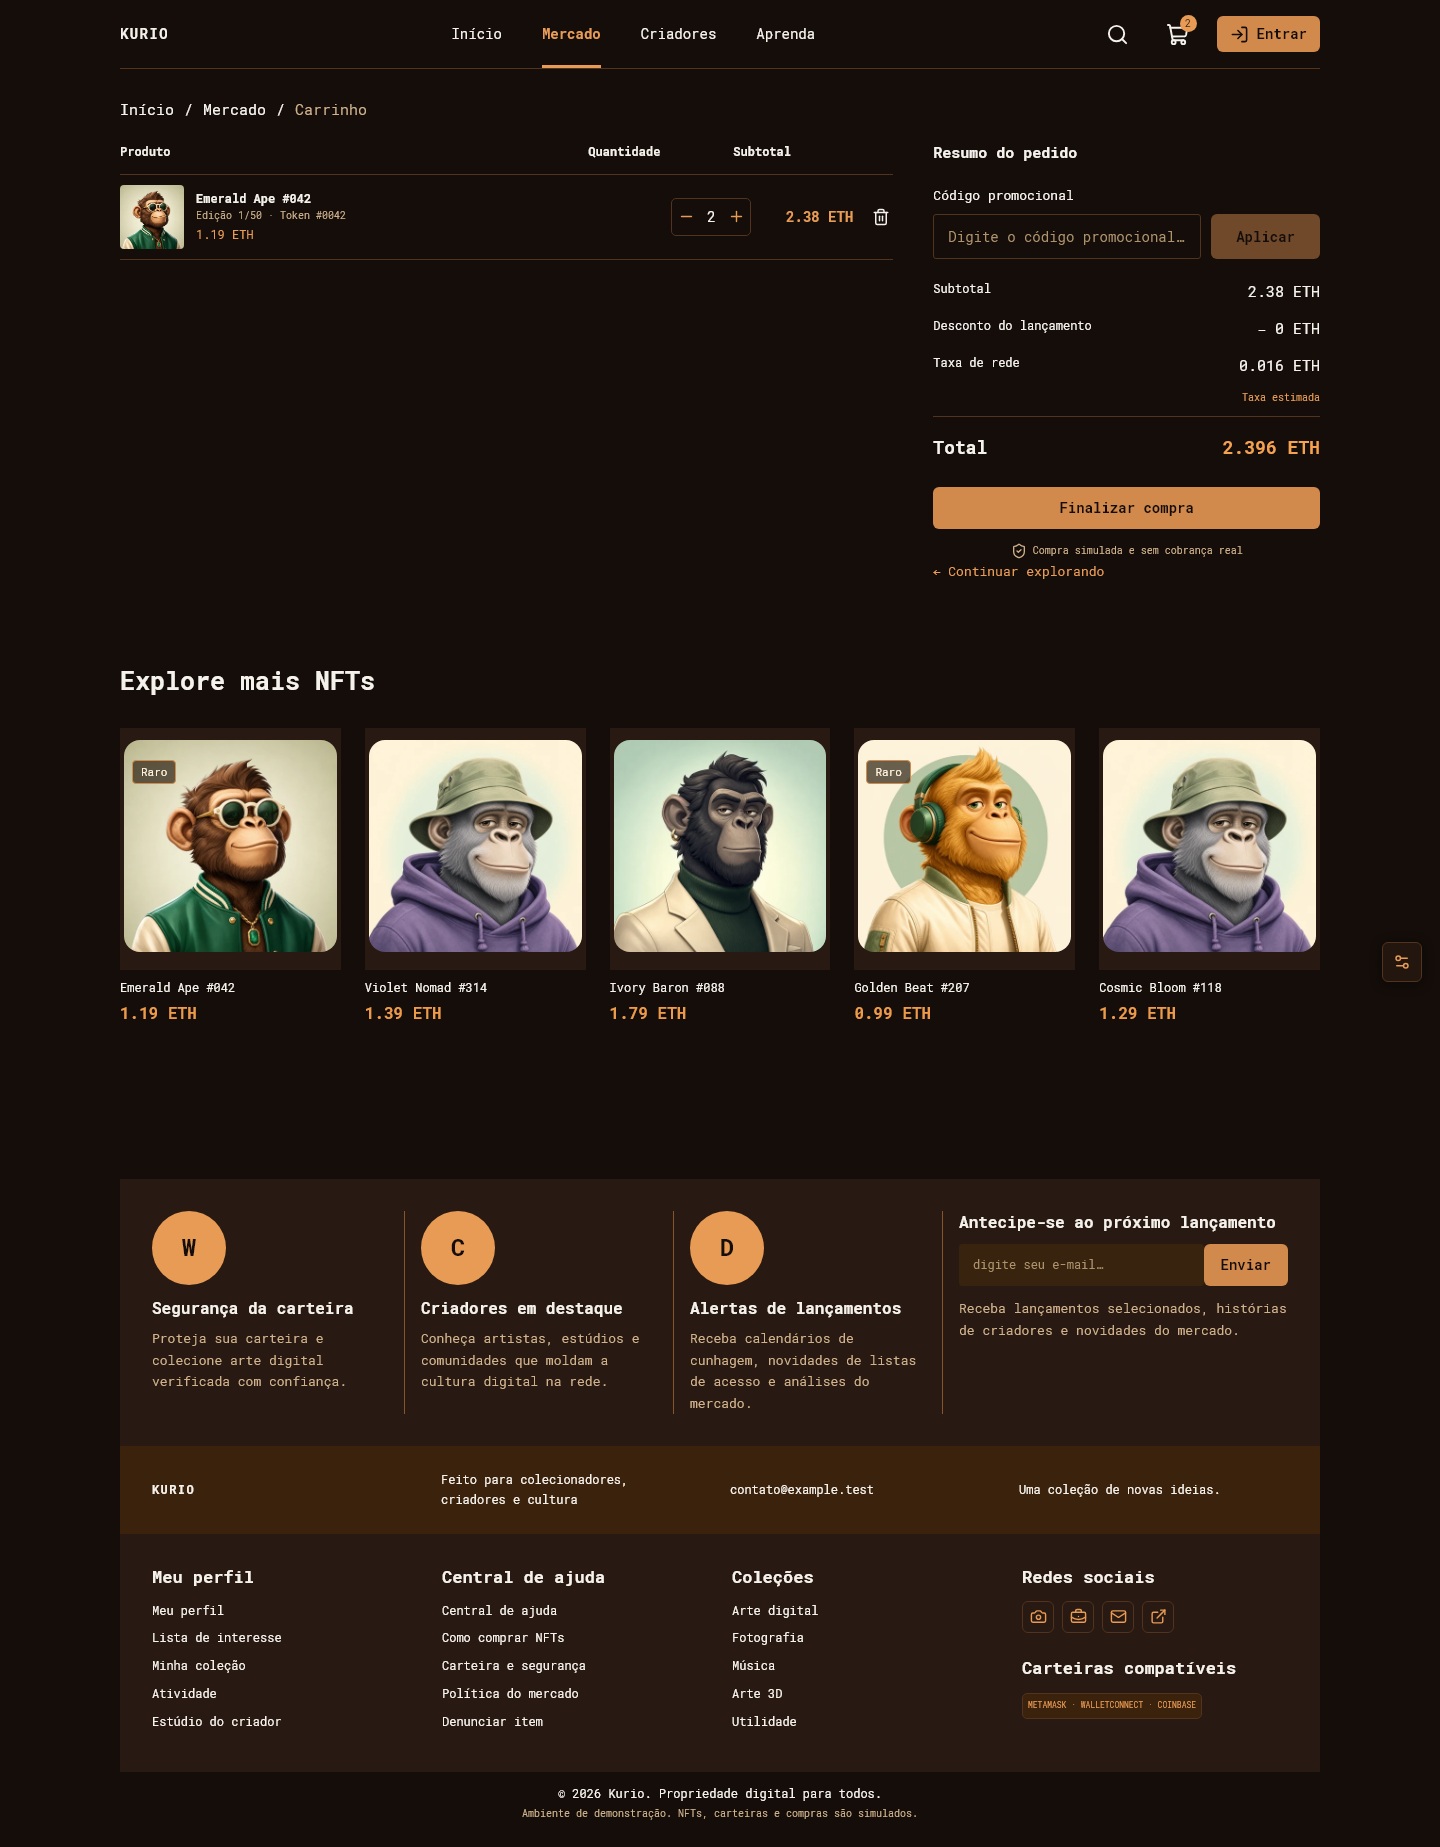 KURIO
Início
Mercado
Criadores
Aprenda
2
Entrar
Início / Mercado / Carrinho
Produto
Quantidade
Subtotal
Emerald Ape #042
Edição 1/50 · Token #0042
1.19 ETH
2
2.38 ETH
Resumo do pedido
Código promocional
Digite o código promocional…
Aplicar
Subtotal
2.38 ETH
Desconto do lançamento
– 0 ETH
Taxa de rede
0.016 ETH
Taxa estimada
Total
2.396 ETH
Finalizar compra
Compra simulada e sem cobrança real
← Continuar explorando
Explore mais NFTs
Raro
Raro
Emerald Ape #042
1.19 ETH
Violet Nomad #314
1.39 ETH
Ivory Baron #088
1.79 ETH
Golden Beat #207
0.99 ETH
Cosmic Bloom #118
1.29 ETH
W
Segurança da carteira
Proteja sua carteira e
colecione arte digital
verificada com confiança.
C
Criadores em destaque
Conheça artistas, estúdios e
comunidades que moldam a
cultura digital na rede.
D
Alertas de lançamentos
Receba calendários de
cunhagem, novidades de listas
de acesso e análises do
mercado.
Antecipe-se ao próximo lançamento
digite seu e-mail…
Enviar
Receba lançamentos selecionados, histórias
de criadores e novidades do mercado.
KURIO
Feito para colecionadores,
criadores e cultura
contato@example.test
Uma coleção de novas ideias.
Meu perfil
Meu perfil
Lista de interesse
Minha coleção
Atividade
Estúdio do criador
Central de ajuda
Central de ajuda
Como comprar NFTs
Carteira e segurança
Política do mercado
Denunciar item
Coleções
Arte digital
Fotografia
Música
Arte 3D
Utilidade
Redes sociais
Carteiras compatíveis
METAMASK · WALLETCONNECT · COINBASE
© 2026 Kurio. Propriedade digital para todos.
Ambiente de demonstração. NFTs, carteiras e compras são simulados.